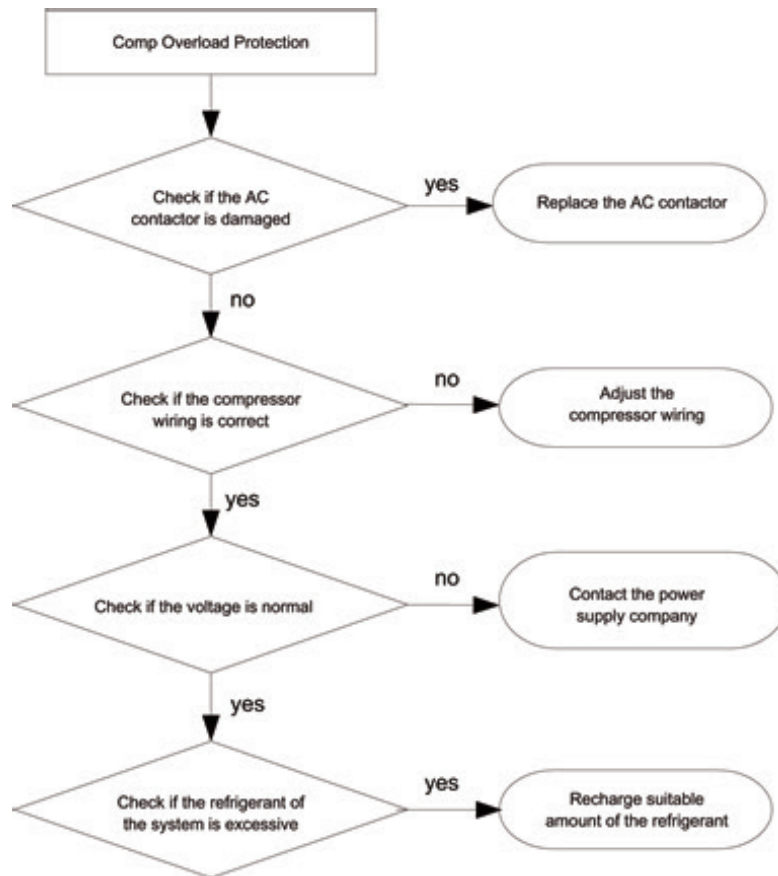 Comp Overload Protection
Check if the AC
contactor is damaged
yes
Replace the AC contactor
no
Check if the compressor
wiring is correct
no
Adjust the
compressor wiring
yes
Check if the voltage is normal
no
Contact the power
supply company
yes
Check if the refrigerant of
the system is excessive
yes
Recharge suitable
amount of the refrigerant